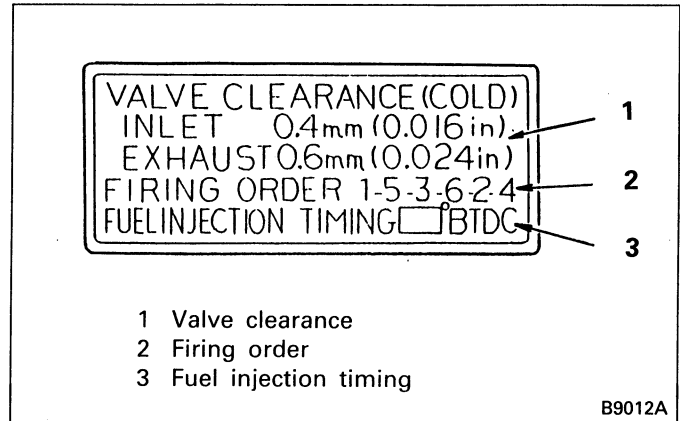 VALVE CLEARANCE (COLD)
INLET 0.4mm (0.016 in)
EXHAUST 0.6mm (0.024in)
FIRING ORDER 1-5-3-6-2-4
FUEL INJECTION TIMING ° BTDC
1
2
3
1 Valve clearance
2 Firing order
3 Fuel injection timing
B9012A